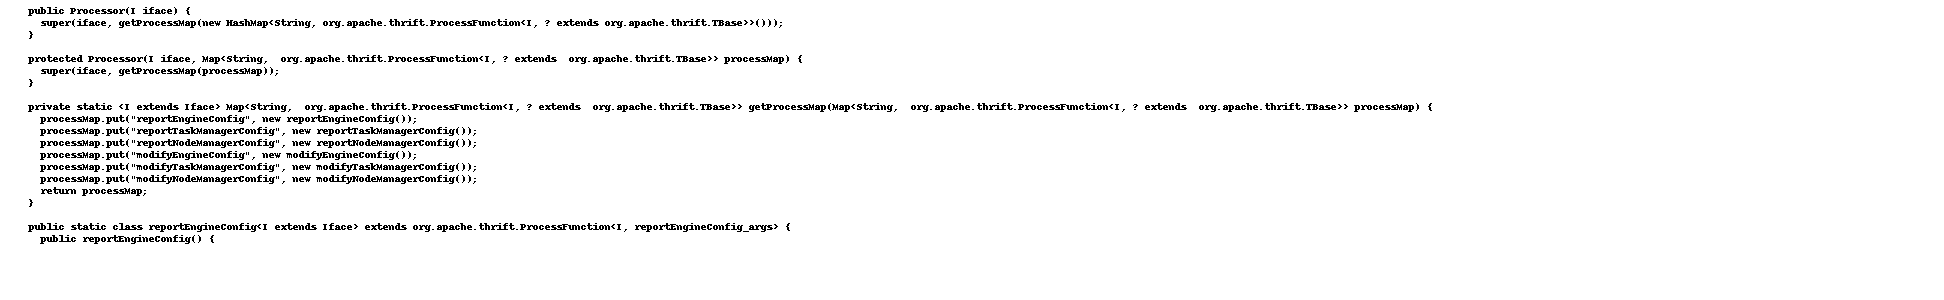 public Processor(I iface) {
super(iface, getProcessMap(new HashMap<String, org.apache.thrift.ProcessFunction<I, ? extends org.apache.thrift.TBase>>()));
}
protected Processor(I iface, Map<String,  org.apache.thrift.ProcessFunction<I, ? extends  org.apache.thrift.TBase>> processMap) {
super(iface, getProcessMap(processMap));
}
private static <I extends Iface> Map<String,  org.apache.thrift.ProcessFunction<I, ? extends  org.apache.thrift.TBase>> getProcessMap(Map<String,  org.apache.thrift.ProcessFunction<I, ? extends  org.apache.thrift.TBase>> processMap) {
processMap.put("reportEngineConfig", new reportEngineConfig());
processMap.put("reportTaskManagerConfig", new reportTaskManagerConfig());
processMap.put("reportNodeManagerConfig", new reportNodeManagerConfig());
processMap.put("modifyEngineConfig", new modifyEngineConfig());
processMap.put("modifyTaskManagerConfig", new modifyTaskManagerConfig());
processMap.put("modifyNodeManagerConfig", new modifyNodeManagerConfig());
return processMap;
}
public static class reportEngineConfig<I extends Iface> extends org.apache.thrift.ProcessFunction<I, reportEngineConfig_args> {
public reportEngineConfig() {